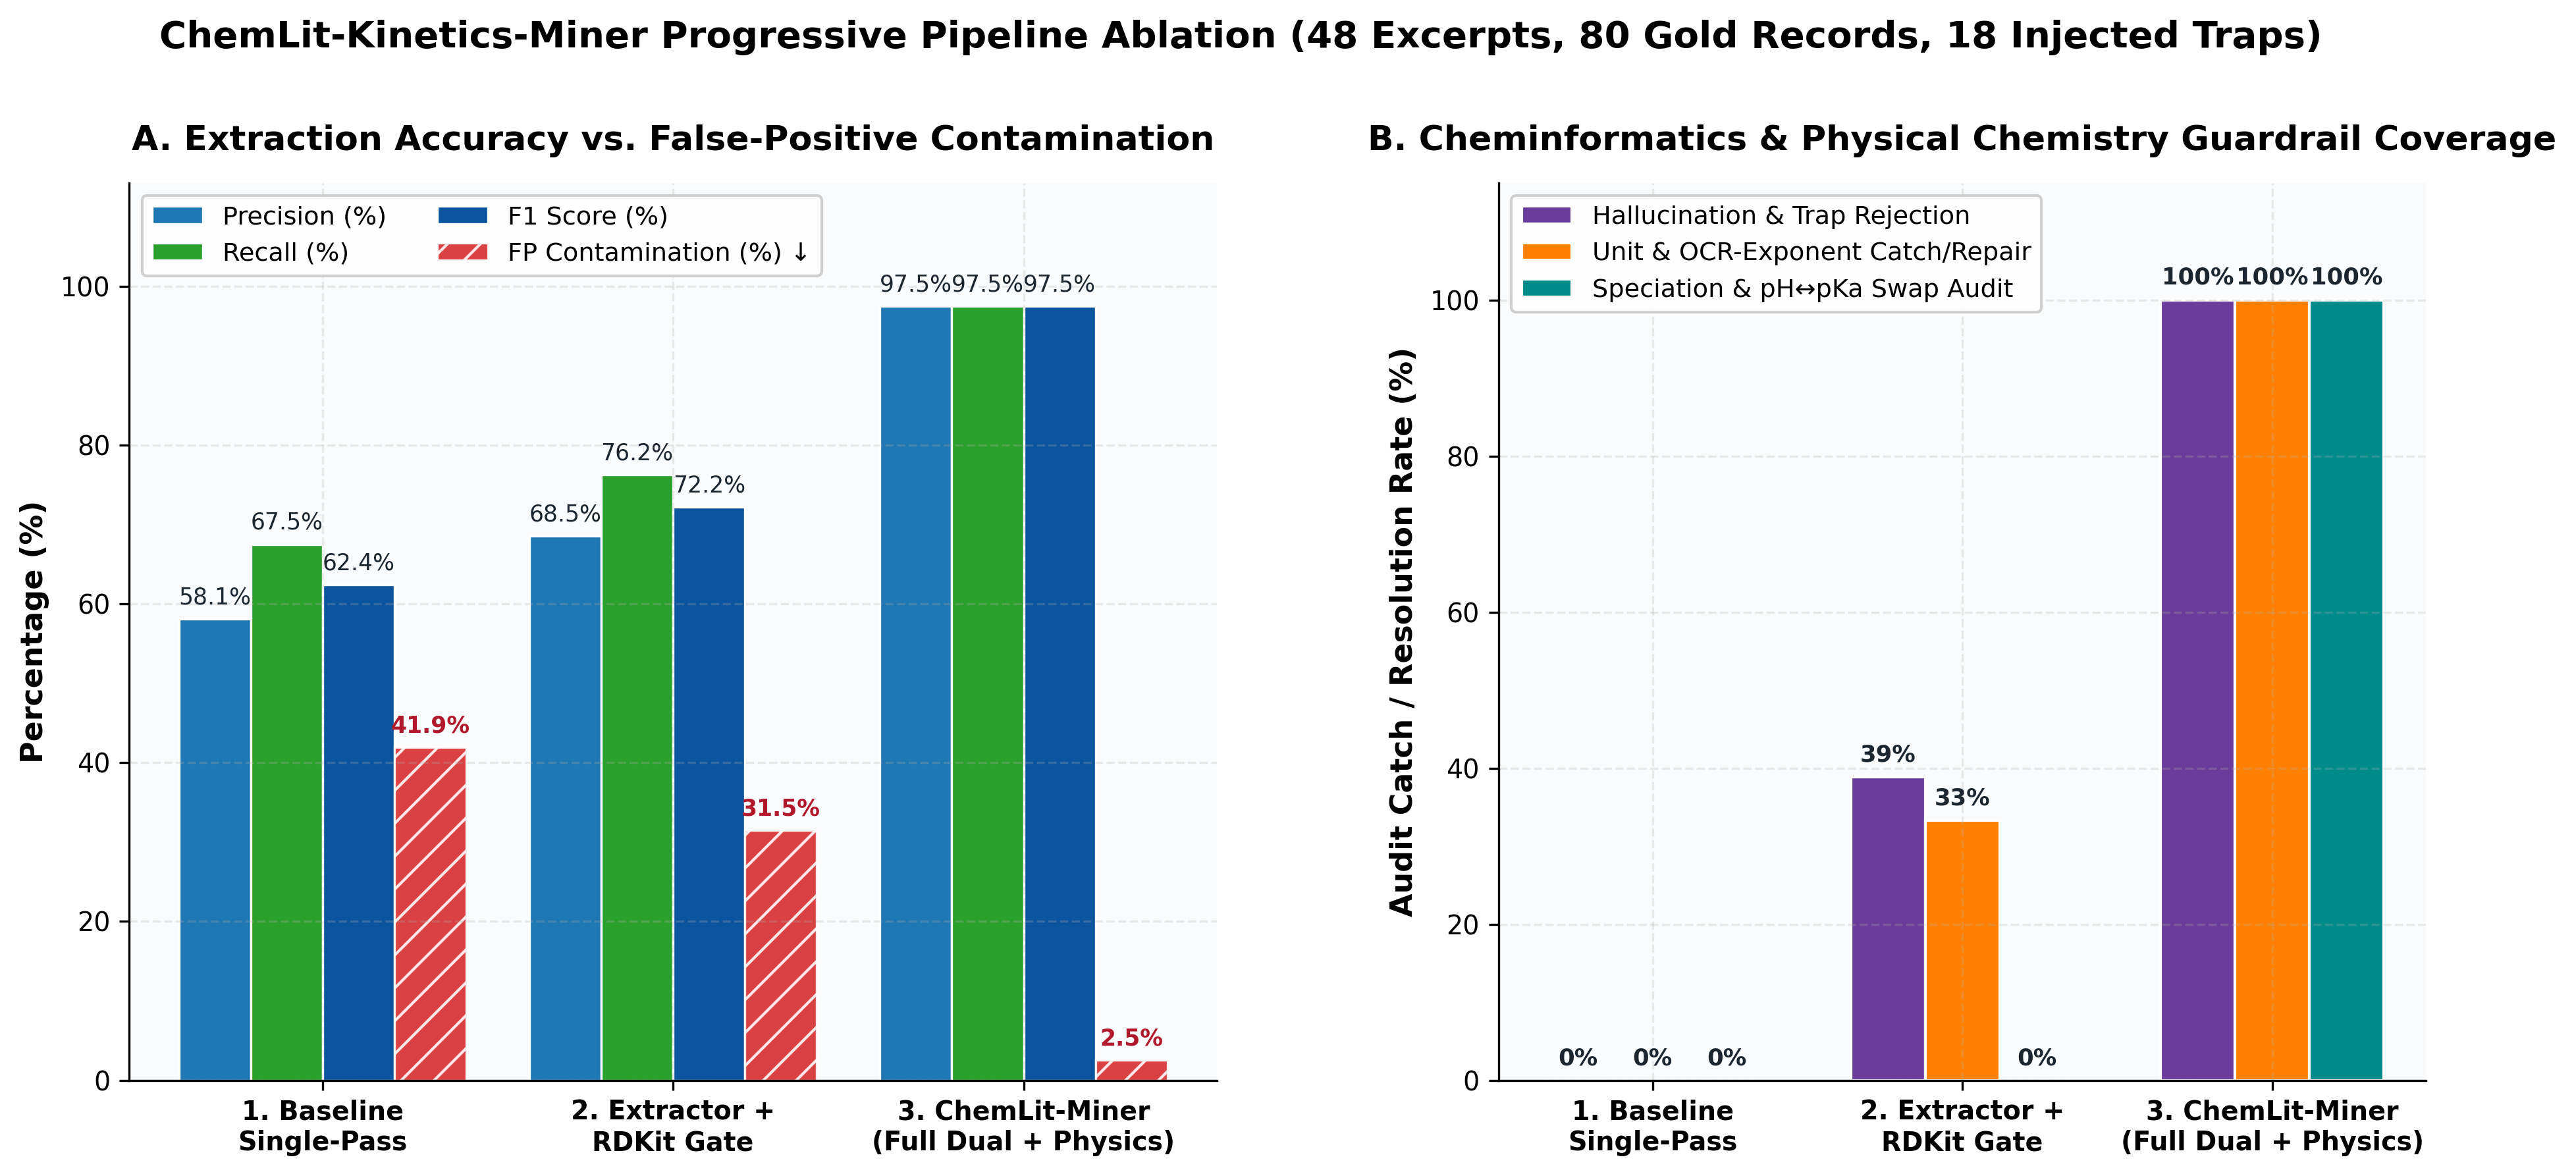 ChemLit-Kinetics-Miner Progressive Pipeline Ablation (48 Excerpts, 80 Gold Records, 18 Injected Traps)
A. Extraction Accuracy vs. False-Positive Contamination
Precision (%)
Recall (%)
F1 Score (%)
FP Contamination (%) ↓
Percentage (%)
100
80
60
40
20
0
58.1%
67.5%
62.4%
41.9%
68.5%
76.2%
72.2%
31.5%
97.5%
97.5%
97.5%
2.5%
1. Baseline
Single-Pass
2. Extractor +
RDKit Gate
3. ChemLit-Miner
(Full Dual + Physics)
B. Cheminformatics & Physical Chemistry Guardrail Coverage
Hallucination & Trap Rejection
Unit & OCR-Exponent Catch/Repair
Speciation & pH↔pKa Swap Audit
Audit Catch / Resolution Rate (%)
100
80
60
40
20
0
0%
0%
0%
39%
33%
0%
100%
100%
100%
1. Baseline
Single-Pass
2. Extractor +
RDKit Gate
3. ChemLit-Miner
(Full Dual + Physics)